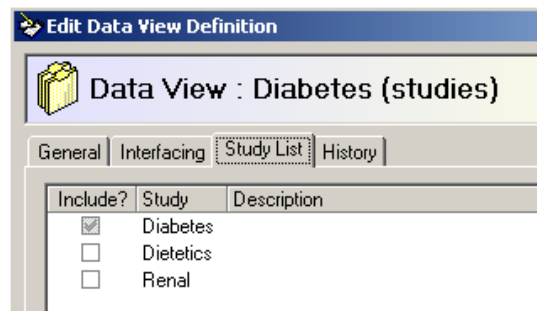 Edit Data View Definition
Data View : Diabetes (studies)
General Interfacing Study List History
Include? Study Description
Diabetes
Dietetics
Renal